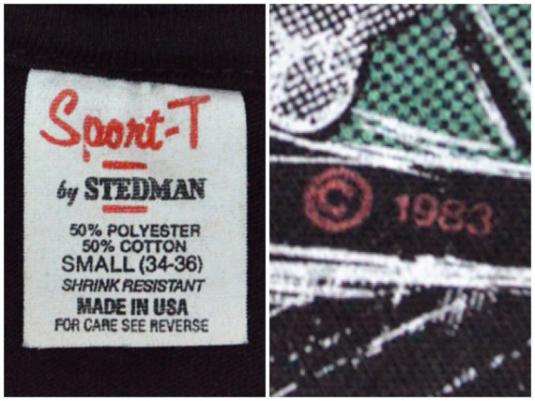 Sport-T
by STEDMAN
50% POLYESTER
50% COTTON
SMALL (34-36)
SHRINK RESISTANT
MADE IN USA
FOR CARE SEE REVERSE
© 1983